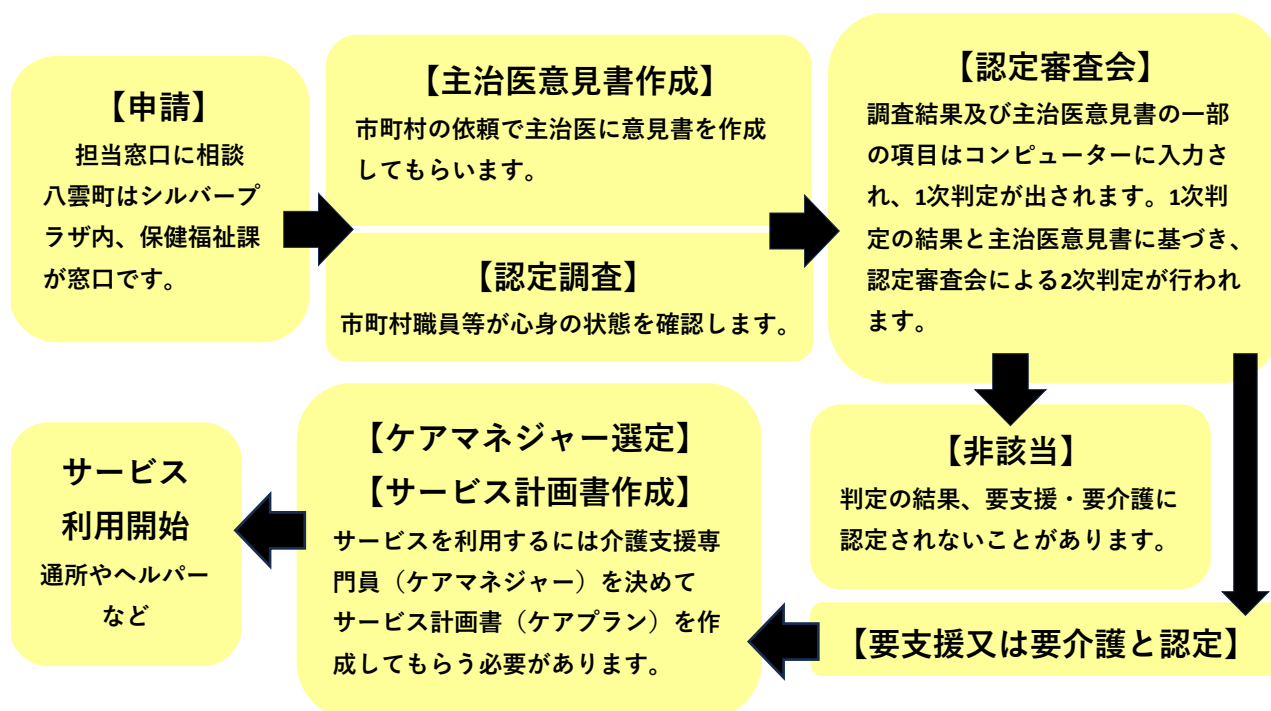 【申請】
担当窓口に相談
八雲町はシルバープ
ラザ内、保健福祉課
が窓口です。
【主治医意見書作成】
市町村の依頼で主治医に意見書を作成
してもらいます。
【認定調査】
市町村職員等が心身の状態を確認します。
【認定審査会】
調査結果及び主治医意見書の一部
の項目はコンピューターに入力さ
れ、1次判定が出されます。1次判
定の結果と主治医意見書に基づき、
認定審査会による2次判定が行われ
ます。
【非該当】
判定の結果、要支援・要介護に
認定されないことがあります。
【要支援又は要介護と認定】
【ケアマネジャー選定】
【サービス計画書作成】
サービスを利用するには介護支援専
門員（ケアマネジャー）を決めて
サービス計画書（ケアプラン）を作
成してもらう必要があります。
サービス
利用開始
通所やヘルパー
など